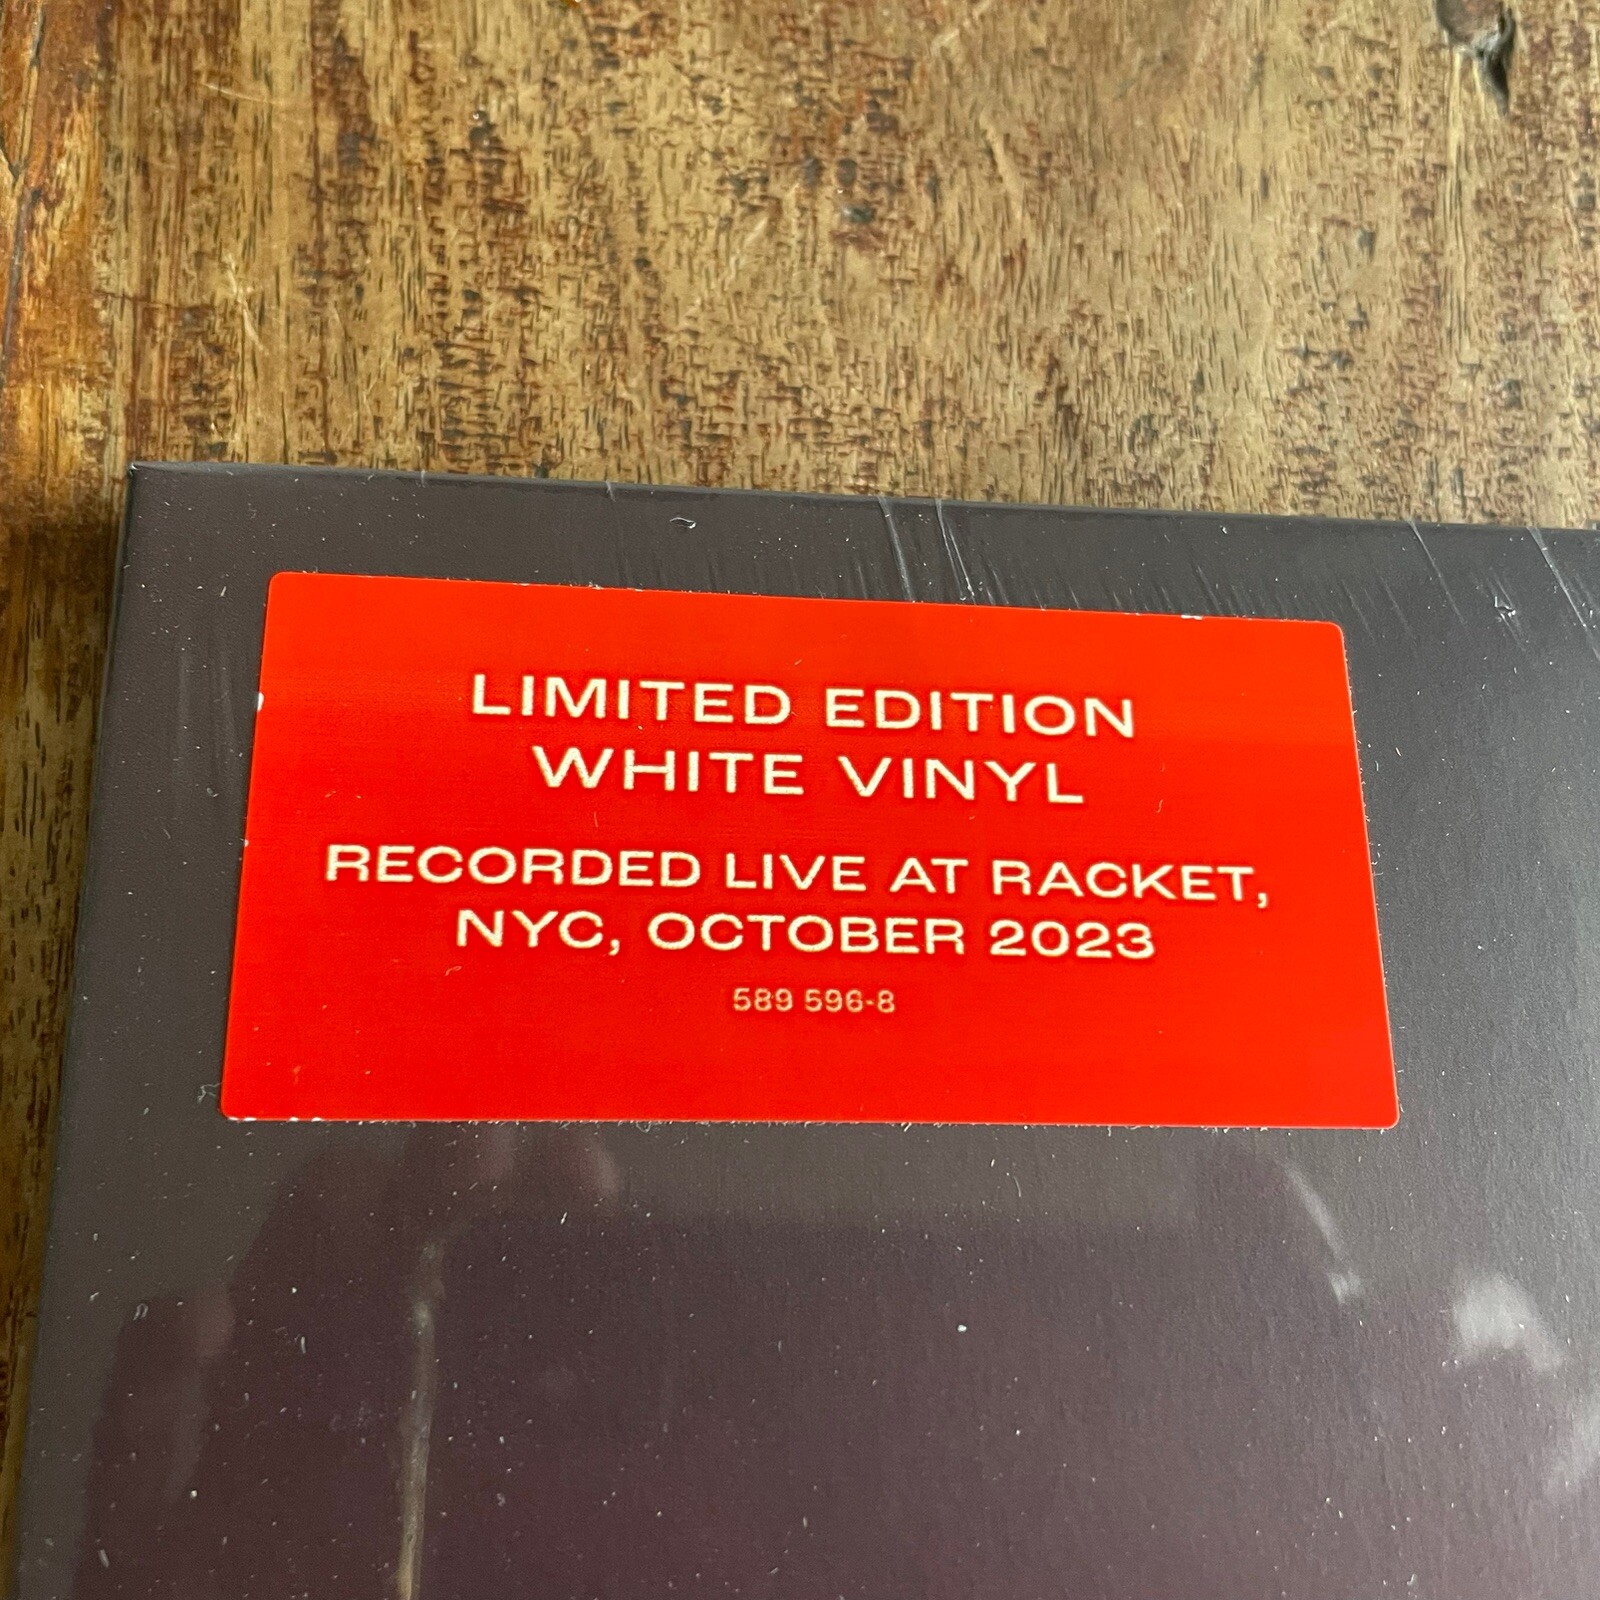 LIMITED EDITION
WHITE VINYL
RECORDED LIVE AT RACKET,
NYC, OCTOBER 2023
589 596-8